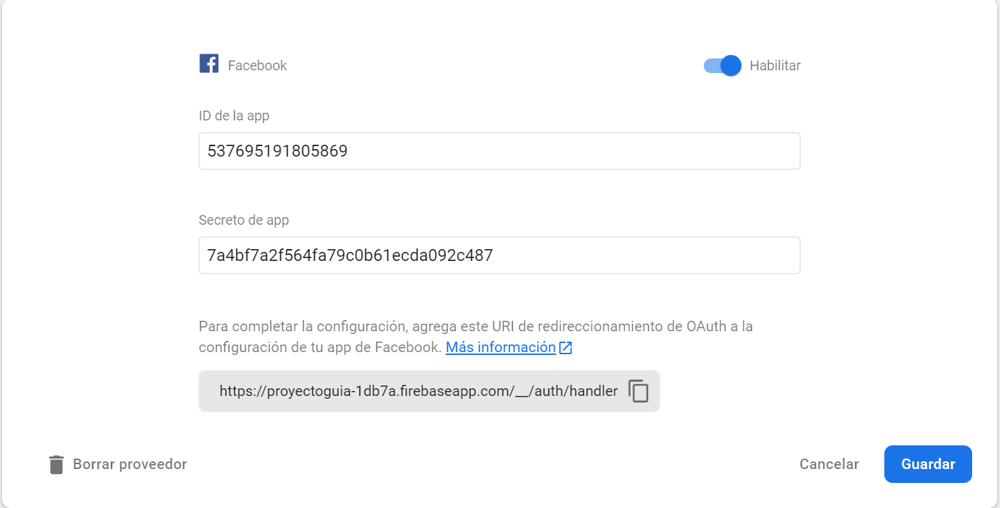 Facebook
Habilitar
ID de la app
537695191805869
Secreto de app
7a4bf7a2f564fa79c0b61ecda092c487
Para completar la configuración, agrega este URI de redireccionamiento de OAuth a la
configuración de tu app de Facebook. Más información
https://proyectoguia-1db7a.firebaseapp.com/__/auth/handler
Borrar proveedor
Cancelar
Guardar